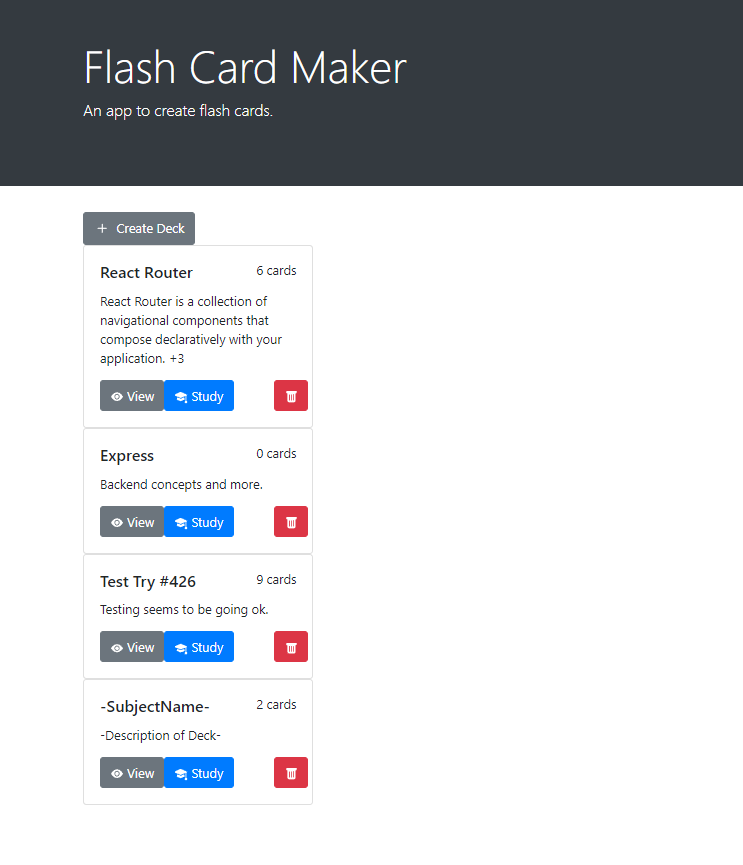 Flash Card Maker
An app to create flash cards.
+ Create Deck
React Router 6 cards
React Router is a collection of
navigational components that
compose declaratively with your
application. +3
View Study
Express 0 cards
Backend concepts and more.
View Study
Test Try #426 9 cards
Testing seems to be going ok.
View Study
-SubjectName- 2 cards
-Description of Deck-
View Study